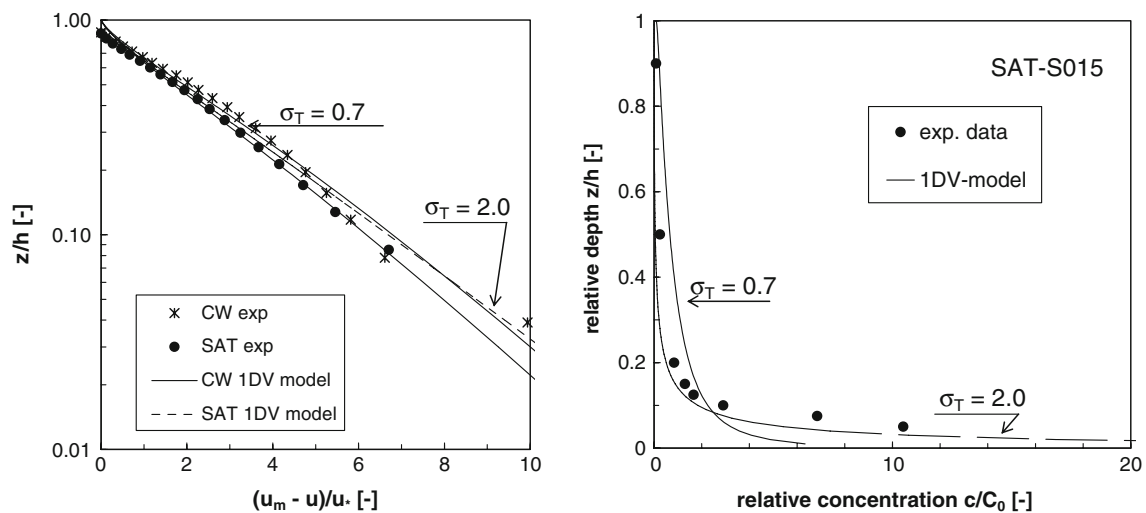 1.00
0.10
0.01
z/h [-]
σT = 0.7
σT = 2.0
CW exp
SAT exp
CW 1DV model
SAT 1DV model
0 2 4 6 8 10
(um - u)/u* [-]
1
0.8
0.6
0.4
0.2
0
relative depth z/h [-]
SAT-S015
exp. data
1DV-model
σT = 0.7
σT = 2.0
0 10 20
relative concentration c/C0 [-]